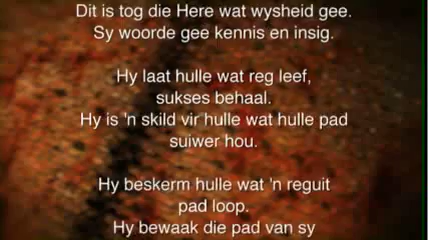 Dit is tog die Here wat wysheid gee.
Sy woorde gee kennis en insig.
Hy laat hulle wat reg leef,
sukses behaal.
Hy is 'n skild vir hulle wat hulle pad
suiwer hou.
Hy beskerm hulle wat 'n reguit
pad loop.
Hy bewaak die pad van sy